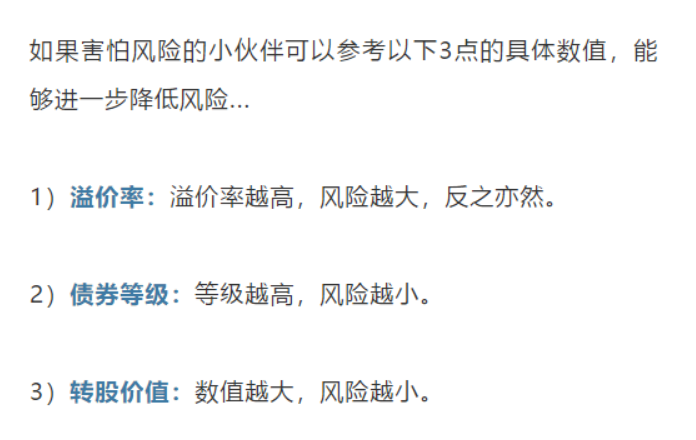 如果害怕风险的小伙伴可以参考以下3点的具体数值，能
够进一步降低风险...
1）溢价率：溢价率越高，风险越大，反之亦然。
2）债券等级：等级越高，风险越小。
3）转股价值：数值越大，风险越小。